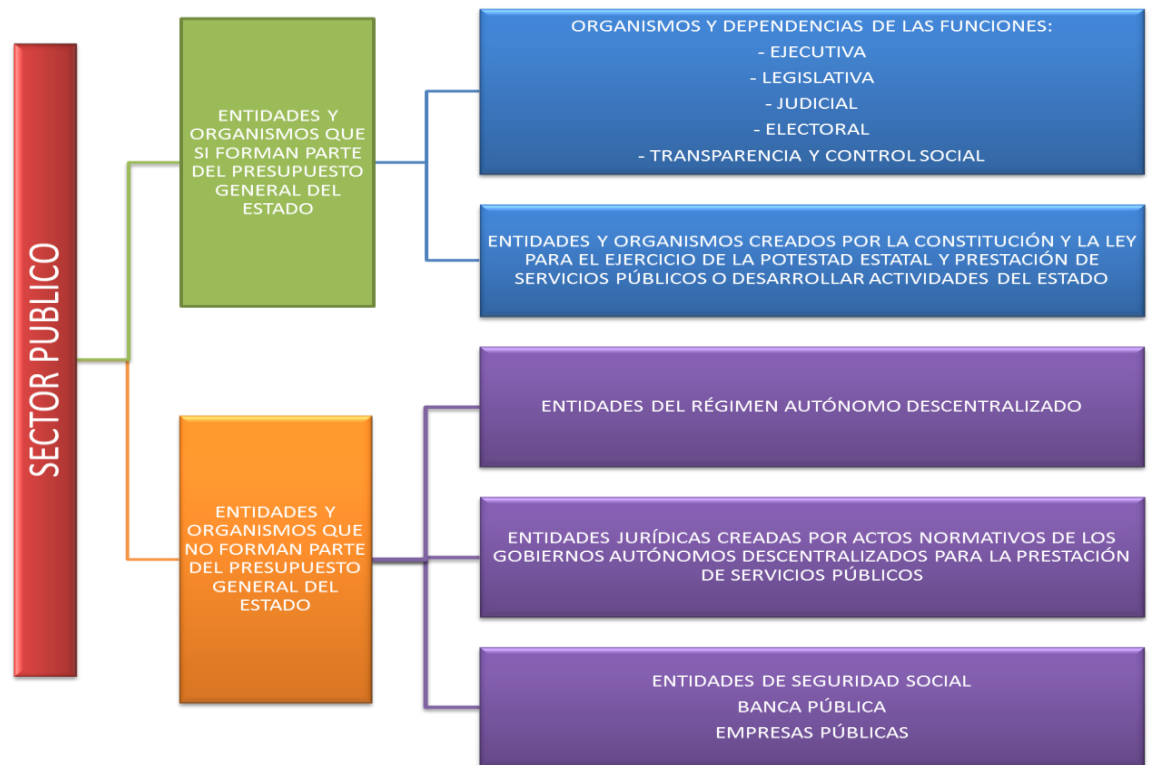 SECTOR PUBLICO
ENTIDADES Y
ORGANISMOS QUE
SI FORMAN PARTE
DEL PRESUPUESTO
GENERAL DEL
ESTADO
ORGANISMOS Y DEPENDENCIAS DE LAS FUNCIONES:
- EJECUTIVA
- LEGISLATIVA
- JUDICIAL
- ELECTORAL
- TRANSPARENCIA Y CONTROL SOCIAL
ENTIDADES Y ORGANISMOS CREADOS POR LA CONSTITUCIÓN Y LA LEY
PARA EL EJERCICIO DE LA POTESTAD ESTATAL Y PRESTACIÓN DE
SERVICIOS PÚBLICOS O DESARROLLAR ACTIVIDADES DEL ESTADO
ENTIDADES Y
ORGANISMOS QUE
NO FORMAN PARTE
DEL PRESUPUESTO
GENERAL DEL
ESTADO
ENTIDADES DEL RÉGIMEN AUTÓNOMO DESCENTRALIZADO
ENTIDADES JURÍDICAS CREADAS POR ACTOS NORMATIVOS DE LOS
GOBIERNOS AUTÓNOMOS DESCENTRALIZADOS PARA LA PRESTACIÓN
DE SERVICIOS PÚBLICOS
ENTIDADES DE SEGURIDAD SOCIAL
BANCA PÚBLICA
EMPRESAS PÚBLICAS